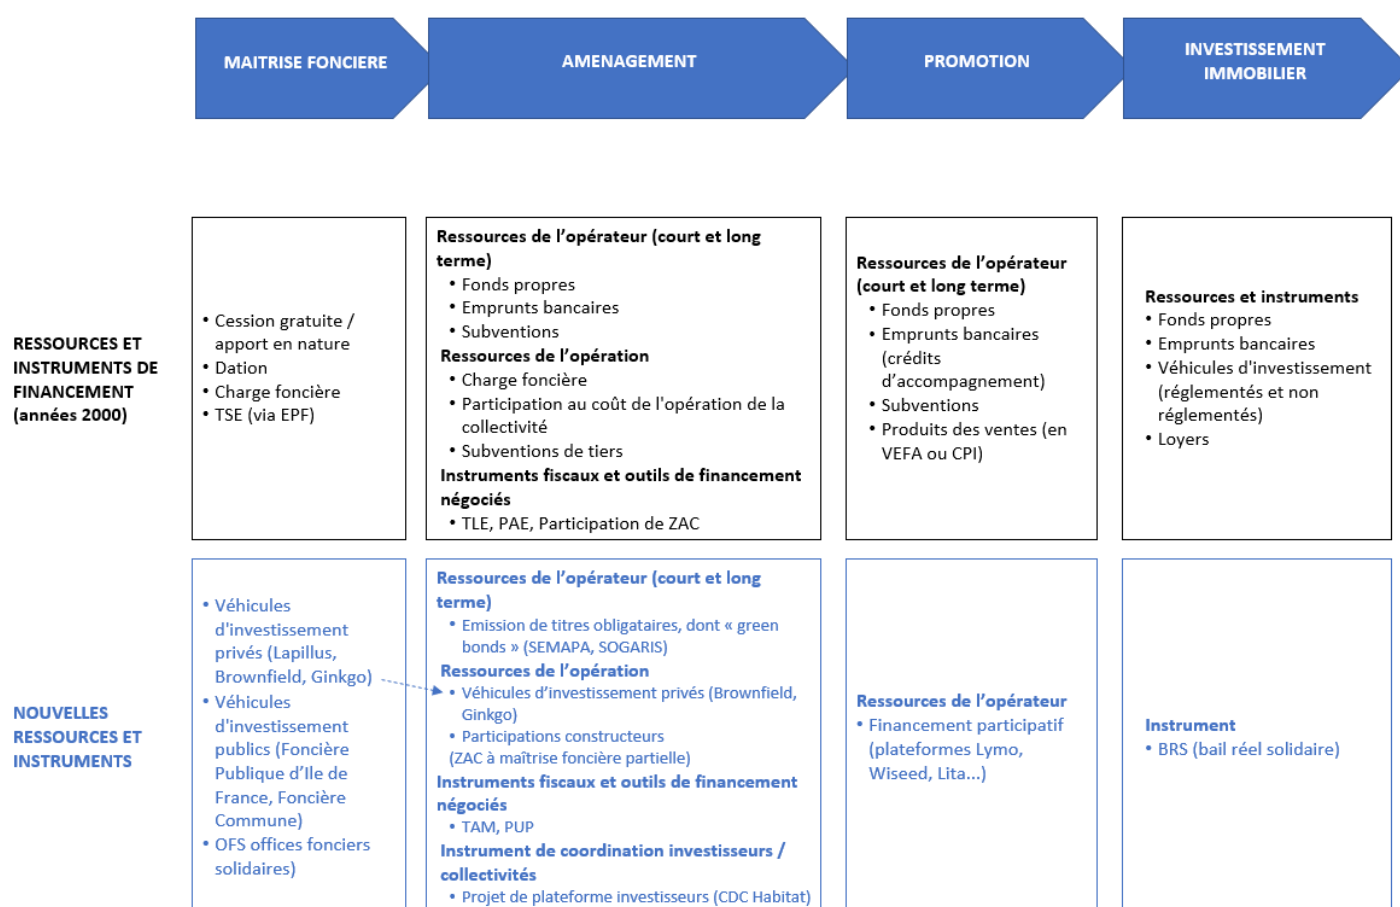 MAITRISE FONCIERE
AMENAGEMENT
PROMOTION
INVESTISSEMENT
IMMOBILIER
RESSOURCES ET
INSTRUMENTS DE
FINANCEMENT
(années 2000)
• Cession gratuite /
apport en nature
• Dation
• Charge foncière
• TSE (via EPF)
Ressources de l’opérateur (court et long
terme)
• Fonds propres
• Emprunts bancaires
• Subventions
Ressources de l’opération
• Charge foncière
• Participation au coût de l'opération de la
collectivité
• Subventions de tiers
Instruments fiscaux et outils de financement
négociés
• TLE, PAE, Participation de ZAC
Ressources de l’opérateur
(court et long terme)
• Fonds propres
• Emprunts bancaires
(crédits
d’accompagnement)
• Subventions
• Produits des ventes (en
VEFA ou CPI)
Ressources et instruments
• Fonds propres
• Emprunts bancaires
• Véhicules d'investissement
(réglementés et non
réglementés)
• Loyers
NOUVELLES
RESSOURCES ET
INSTRUMENTS
• Véhicules
d'investissement
privés (Lapillus,
Brownfield, Ginkgo)
• Véhicules
d'investissement
publics (Foncière
Publique d’Ile de
France, Foncière
Commune)
• OFS offices fonciers
solidaires)
Ressources de l’opérateur (court et long
terme)
• Emission de titres obligataires, dont « green
bonds » (SEMAPA, SOGARIS)
Ressources de l’opération
• Véhicules d’investissement privés (Brownfield,
Ginkgo)
• Participations constructeurs
(ZAC à maîtrise foncière partielle)
Instruments fiscaux et outils de financement
négociés
• TAM, PUP
Instrument de coordination investisseurs /
collectivités
• Projet de plateforme investisseurs (CDC Habitat)
Ressources de l’opérateur
• Financement participatif
(plateformes Lymo,
Wiseed, Lita...)
Instrument
• BRS (bail réel solidaire)